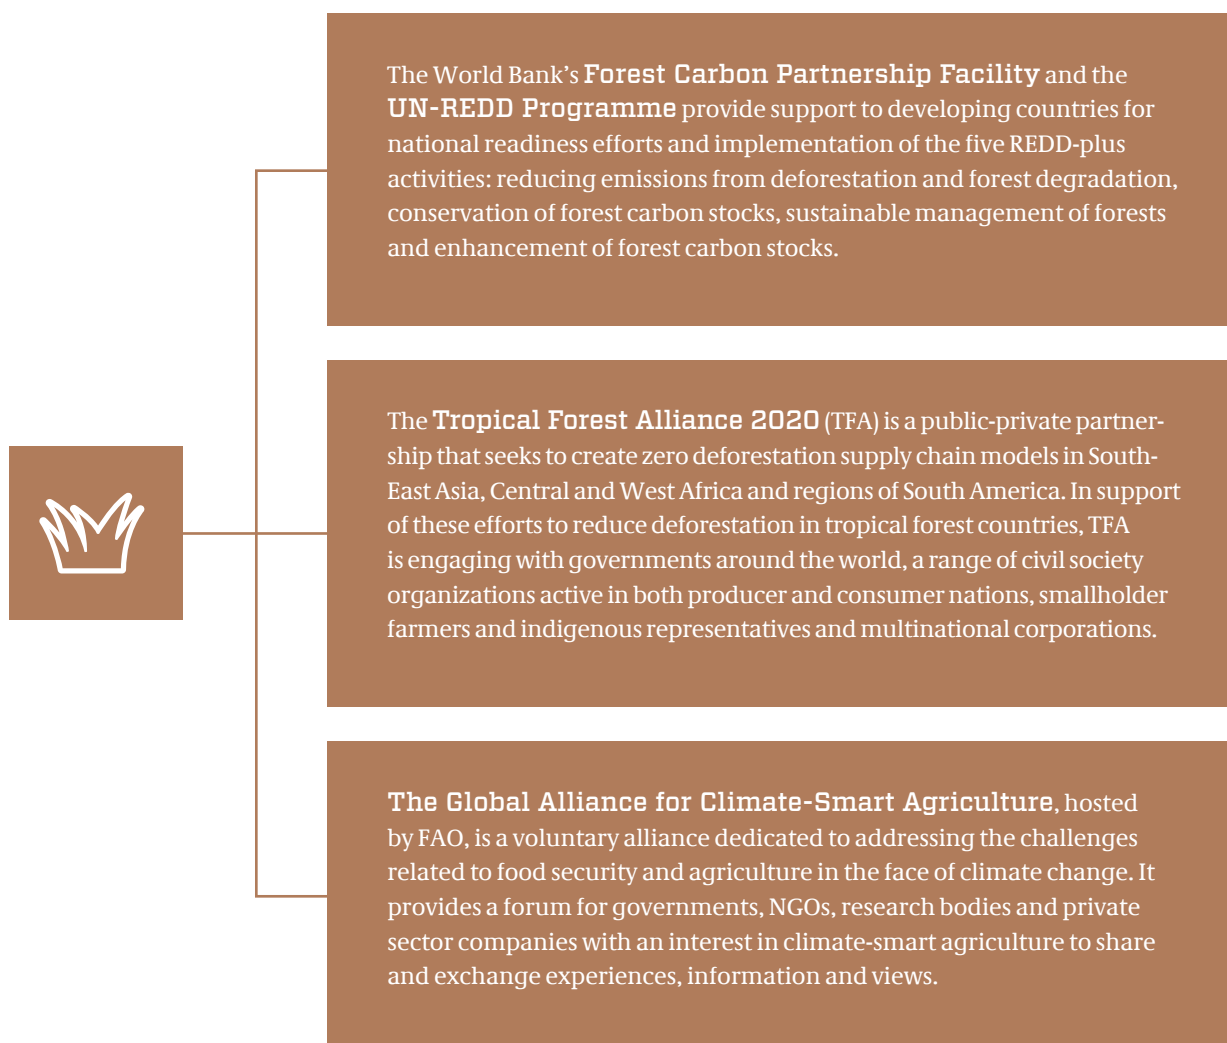 The World Bank’s Forest Carbon Partnership Facility and the
UN-REDD Programme provide support to developing countries for
national readiness efforts and implementation of the five REDD-plus
activities: reducing emissions from deforestation and forest degradation,
conservation of forest carbon stocks, sustainable management of forests
and enhancement of forest carbon stocks.
The Tropical Forest Alliance 2020 (TFA) is a public-private partner-
ship that seeks to create zero deforestation supply chain models in South-
East Asia, Central and West Africa and regions of South America. In support
of these efforts to reduce deforestation in tropical forest countries, TFA
is engaging with governments around the world, a range of civil society
organizations active in both producer and consumer nations, smallholder
farmers and indigenous representatives and multinational corporations.
The Global Alliance for Climate-Smart Agriculture, hosted
by FAO, is a voluntary alliance dedicated to addressing the challenges
related to food security and agriculture in the face of climate change. It
provides a forum for governments, NGOs, research bodies and private
sector companies with an interest in climate-smart agriculture to share
and exchange experiences, information and views.